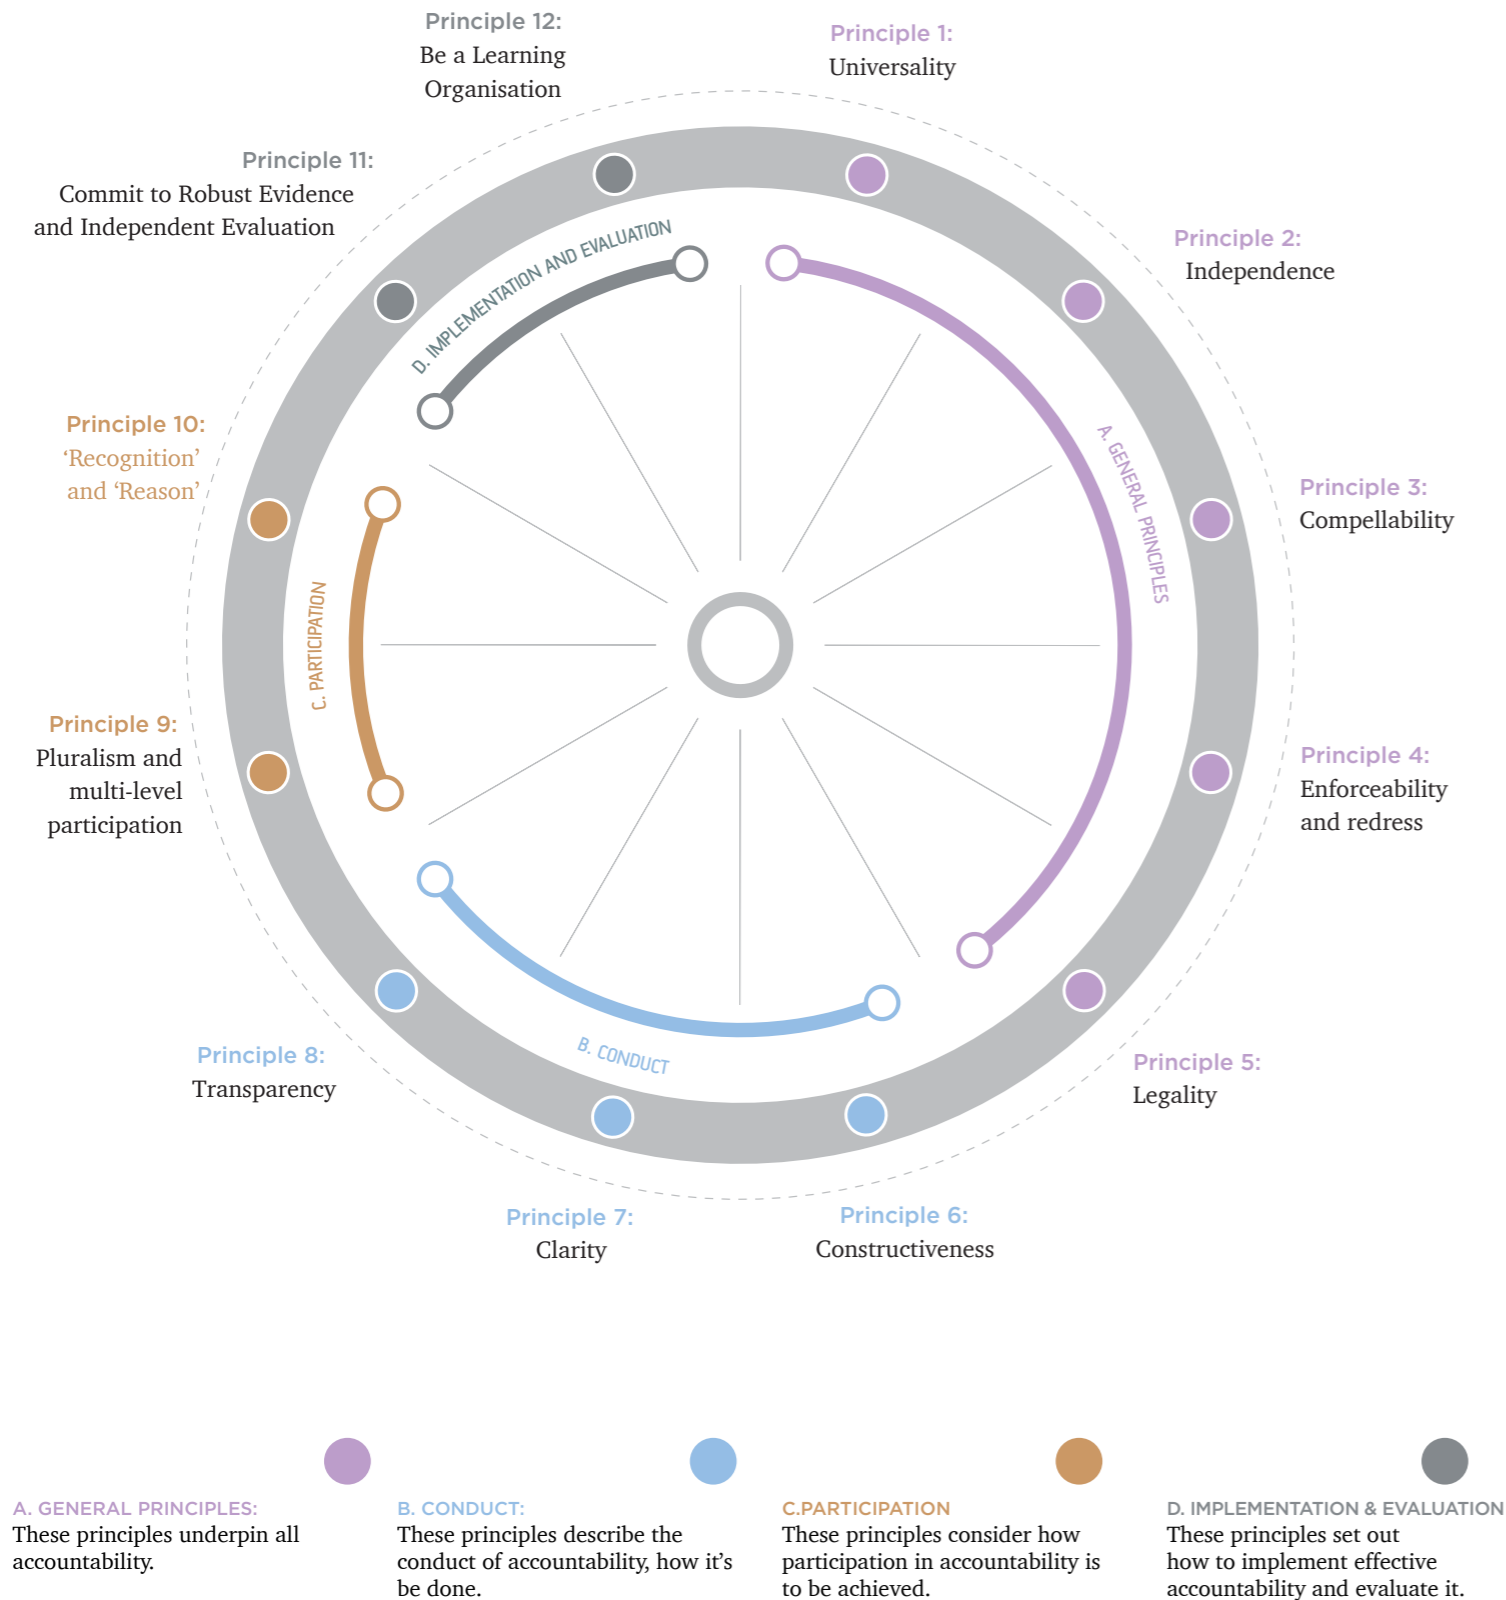 Principle 12:
Be a Learning
Organisation
Principle 1:
Universality
Principle 11:
Commit to Robust Evidence
and Independent Evaluation
Principle 2:
Independence
D. IMPLEMENTATION AND EVALUATION
Principle 10:
‘Recognition’
and ‘Reason’
A. GENERAL PRINCIPLES
Principle 3:
Compellability
C. PARTICIPATION
Principle 9:
Pluralism and
multi-level
participation
Principle 4:
Enforceability
and redress
B. CONDUCT
Principle 8:
Transparency
Principle 5:
Legality
Principle 7:
Clarity
Principle 6:
Constructiveness
A. GENERAL PRINCIPLES:
These principles underpin all
accountability.
B. CONDUCT:
These principles describe the
conduct of accountability, how it’s
be done.
C.PARTICIPATION
These principles consider how
participation in accountability is
to be achieved.
D. IMPLEMENTATION & EVALUATION
These principles set out
how to implement effective
accountability and evaluate it.